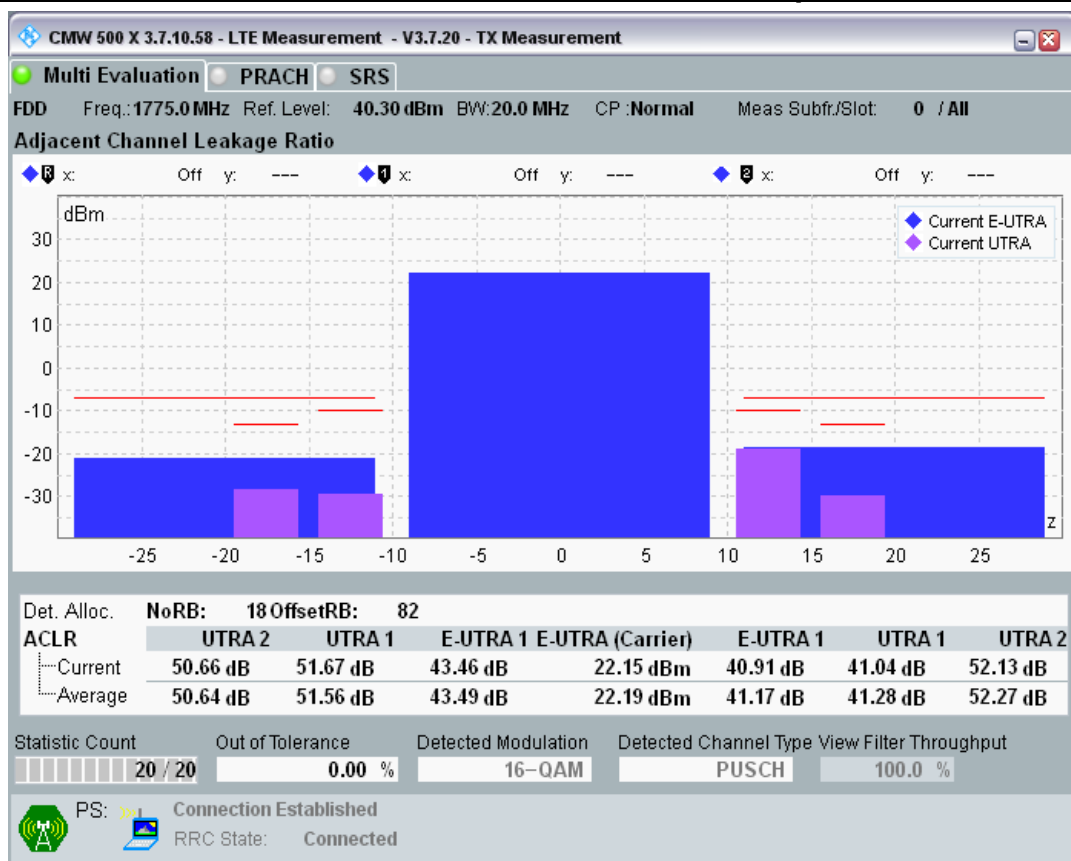 CMW 500 X 3.7.10.58 - LTE Measurement - V3.7.20 - TX Measurement
Multi Evaluation PRACH SRS
FDD Freq.:1775.0 MHz Ref. Level: 40.30 dBm BW:20.0 MHz CP :Normal Meas Subfr./Slot: 0 / All
Adjacent Channel Leakage Ratio
R x: Off y: --- 1 x: Off y: --- 2 x: Off y: ---
dBm
Current E-UTRA
Current UTRA
30
20
10
0
-10
-20
-30
z
-25 -20 -15 -10 -5 0 5 10 15 20 25
Det. Alloc. NoRB: 18 OffsetRB: 82
ACLR UTRA 2 UTRA 1 E-UTRA 1 E-UTRA (Carrier) E-UTRA 1 UTRA 1 UTRA 2
Current 50.66 dB 51.67 dB 43.46 dB 22.15 dBm 40.91 dB 41.04 dB 52.13 dB
Average 50.64 dB 51.56 dB 43.49 dB 22.19 dBm 41.17 dB 41.28 dB 52.27 dB
Statistic Count Out of Tolerance Detected Modulation Detected Channel Type View Filter Throughput
20 / 20 0.00 % 16-QAM PUSCH 100.0 %
PS: Connection Established
RRC State: Connected